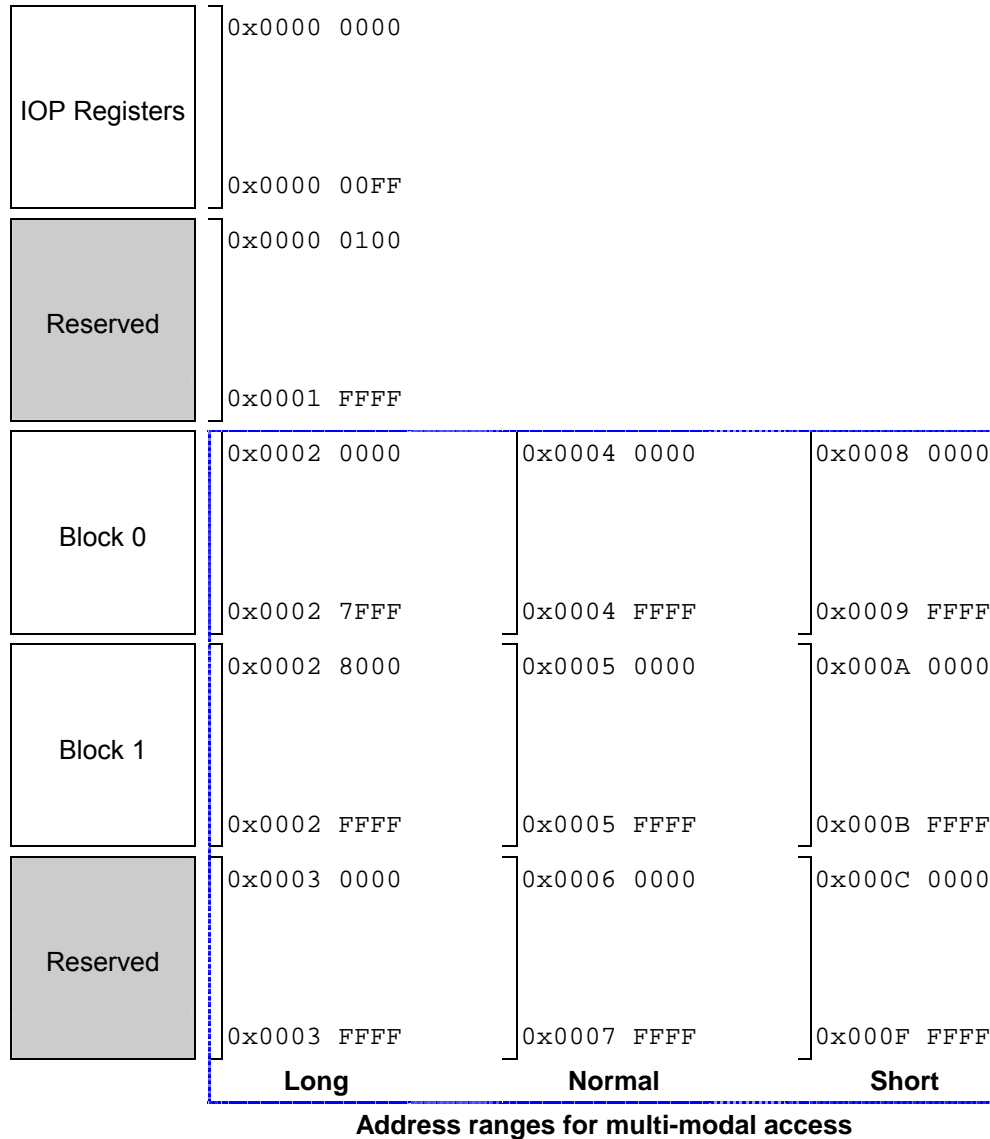 0x0000 0000
IOP Registers
0x0000 00FF
0x0000 0100
Reserved
0x0001 FFFF
0x0002 0000 0x0004 0000 0x0008 0000
Block 0
0x0002 7FFF 0x0004 FFFF 0x0009 FFFF
0x0002 8000 0x0005 0000 0x000A 0000
Block 1
0x0002 FFFF 0x0005 FFFF 0x000B FFFF
0x0003 0000 0x0006 0000 0x000C 0000
Reserved
0x0003 FFFF 0x0007 FFFF 0x000F FFFF
Long Normal Short
Address ranges for multi-modal access